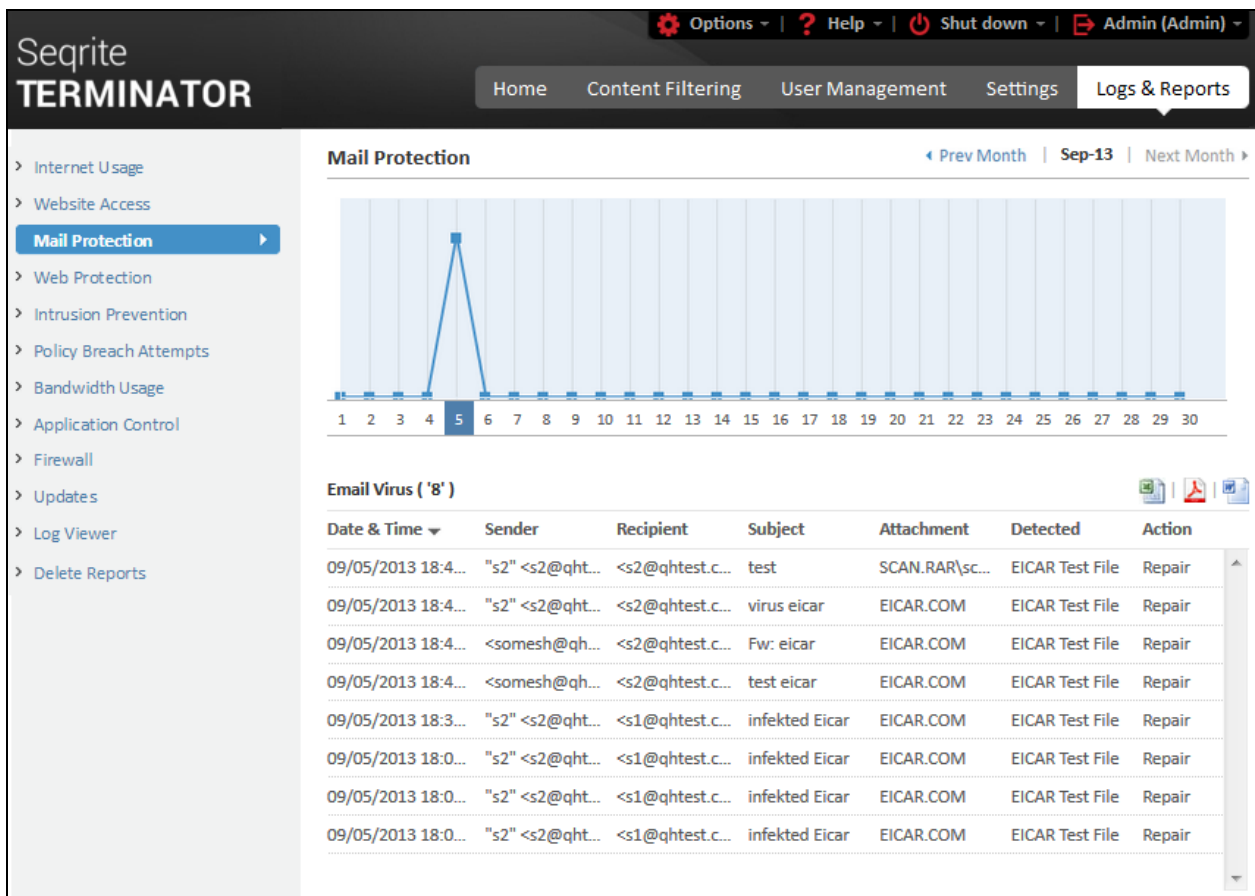 Options | Help | Shut down | Admin (Admin)
Seqrite
TERMINATOR
Home Content Filtering User Management Settings Logs & Reports
Internet Usage
Website Access
Mail Protection
Web Protection
Intrusion Prevention
Policy Breach Attempts
Bandwidth Usage
Application Control
Firewall
Updates
Log Viewer
Delete Reports
Mail Protection Prev Month | Sep-13 | Next Month
1 2 3 4 5 6 7 8 9 10 11 12 13 14 15 16 17 18 19 20 21 22 23 24 25 26 27 28 29 30
Email Virus ( '8' )
Date & Time Sender Recipient Subject Attachment Detected Action
09/05/2013 18:4... "s2" <s2@qht... <s2@qhtest.c... test SCAN.RAR\sc... EICAR Test File Repair
09/05/2013 18:4... "s2" <s2@qht... <s2@qhtest.c... virus eicar EICAR.COM EICAR Test File Repair
09/05/2013 18:4... <somesh@qh... <s2@qhtest.c... Fw: eicar EICAR.COM EICAR Test File Repair
09/05/2013 18:4... <somesh@qh... <s2@qhtest.c... test eicar EICAR.COM EICAR Test File Repair
09/05/2013 18:3... "s2" <s2@qht... <s1@qhtest.c... infekted Eicar EICAR.COM EICAR Test File Repair
09/05/2013 18:0... "s2" <s2@qht... <s1@qhtest.c... infekted Eicar EICAR.COM EICAR Test File Repair
09/05/2013 18:0... "s2" <s2@qht... <s1@qhtest.c... infekted Eicar EICAR.COM EICAR Test File Repair
09/05/2013 18:0... "s2" <s2@qht... <s1@qhtest.c... infekted Eicar EICAR.COM EICAR Test File Repair